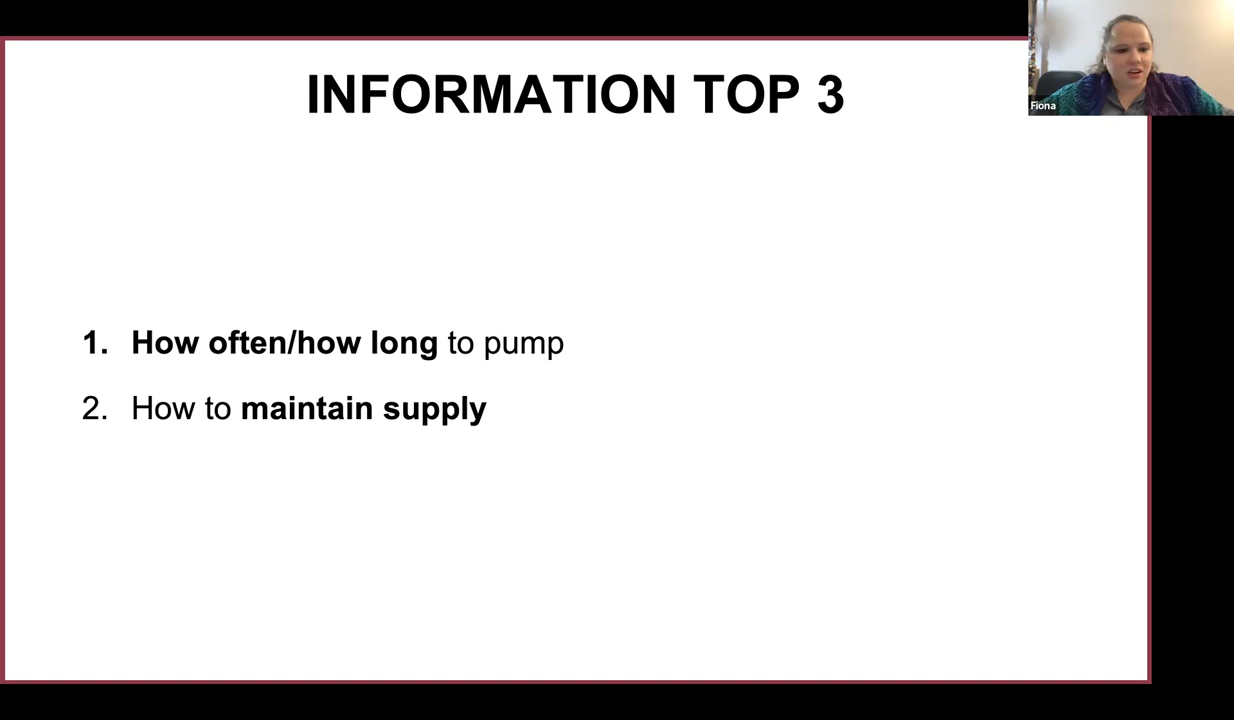 INFORMATION TOP 3
Fiona
1. How often/how long to pump
2. How to maintain supply